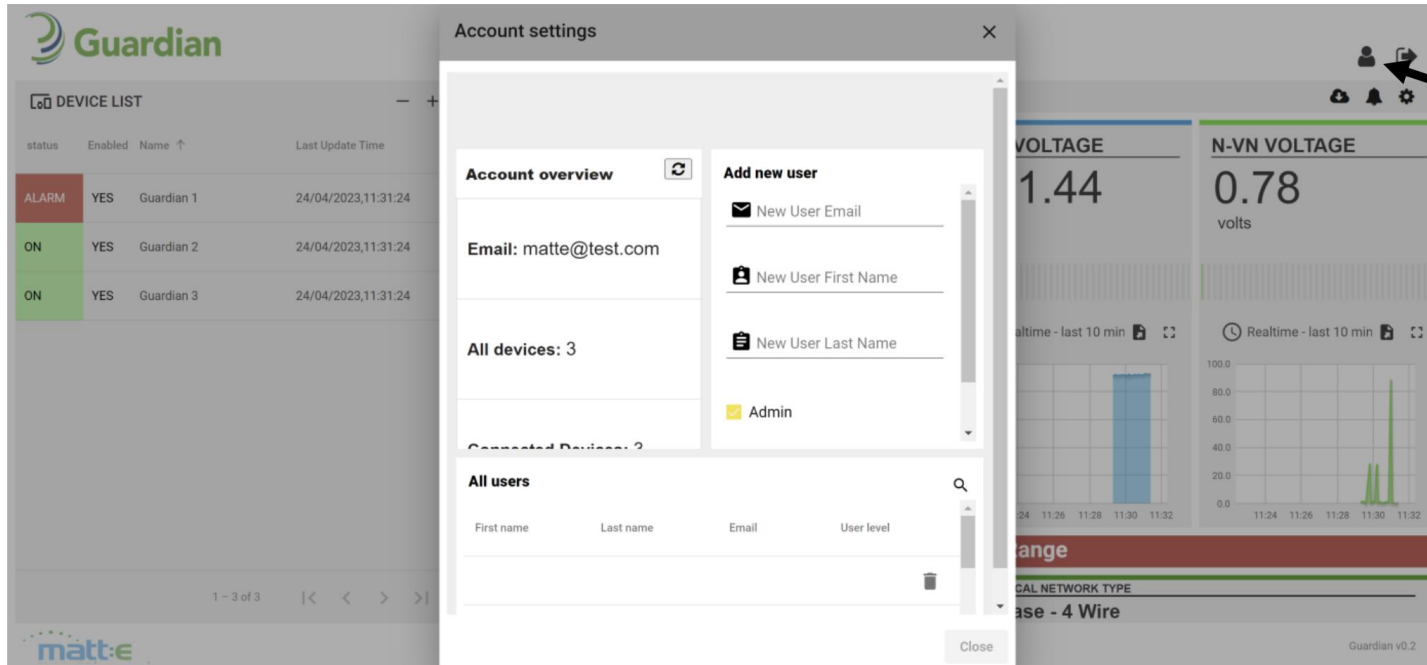 Guardian
Account settings
DEVICE LIST
status Enabled Name Last Update Time
ALARM YES Guardian 1 24/04/2023,11:31:24
ON YES Guardian 2 24/04/2023,11:31:24
ON YES Guardian 3 24/04/2023,11:31:24
1 – 3 of 3
matt:e
Account overview
Email: matte@test.com
All devices: 3
Connected Devices: 3
Add new user
New User Email
New User First Name
New User Last Name
Admin
All users
First name Last name Email User level
Close
VOLTAGE
1.44
N-VN VOLTAGE
0.78
volts
altime - last 10 min
Realtime - last 10 min
100.0
80.0
60.0
40.0
20.0
0.0
:24 11:26 11:28 11:30 11:32
11:24 11:26 11:28 11:30 11:32
ange
CAL NETWORK TYPE
ase - 4 Wire
Guardian v0.2